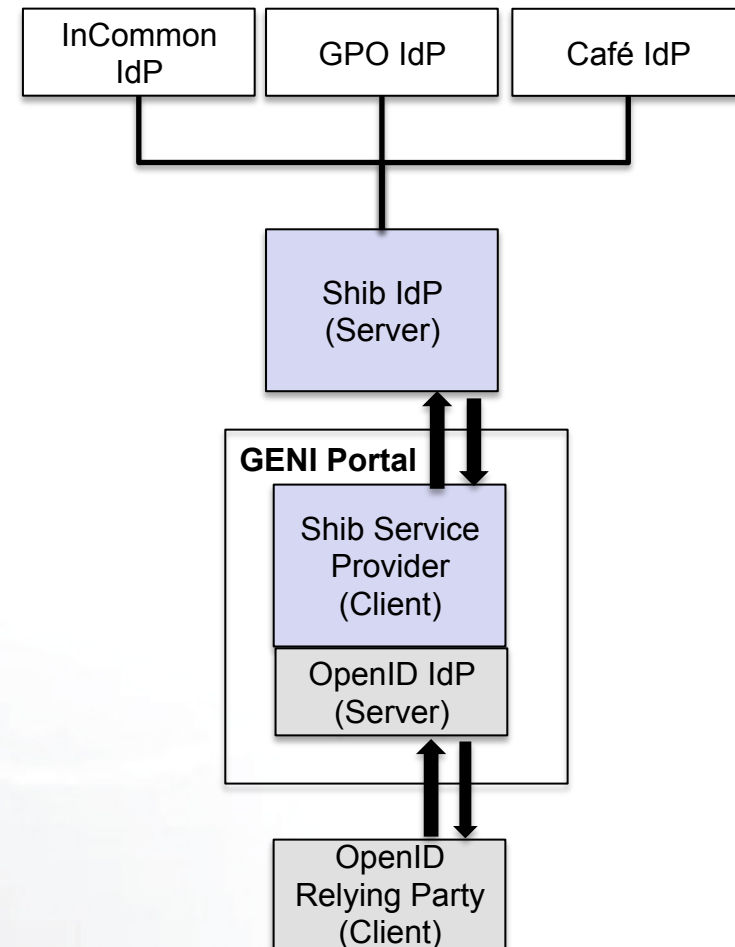 InCommon
IdP
GPO IdP
Café IdP
Shib IdP
(Server)
GENI Portal
Shib Service
Provider
(Client)
OpenID IdP
(Server)
OpenID
Relying Party
(Client)